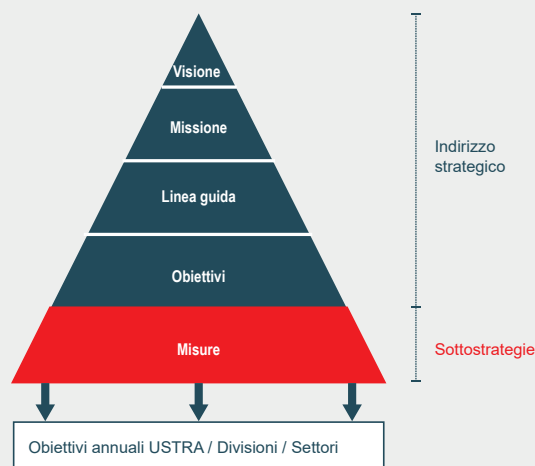 Visione
Missione
Linea guida
Obiettivi
Misure
Indirizzo
strategico
Sottostrategie
Obiettivi annuali USTRA / Divisioni / Settori